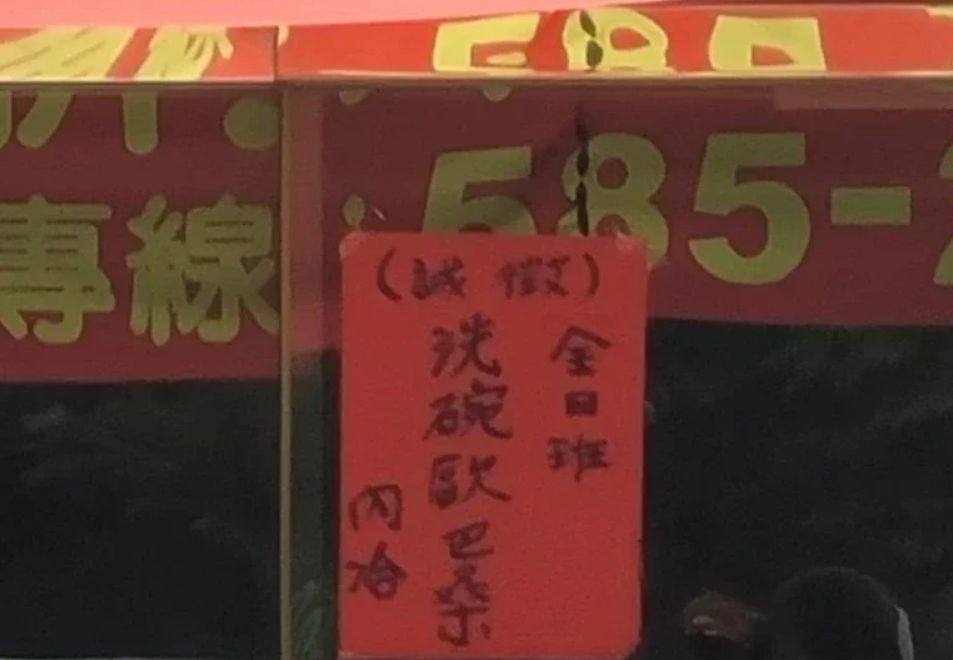 專線：585-
（誠徵）
全日班
洗碗歐巴桑
內洽